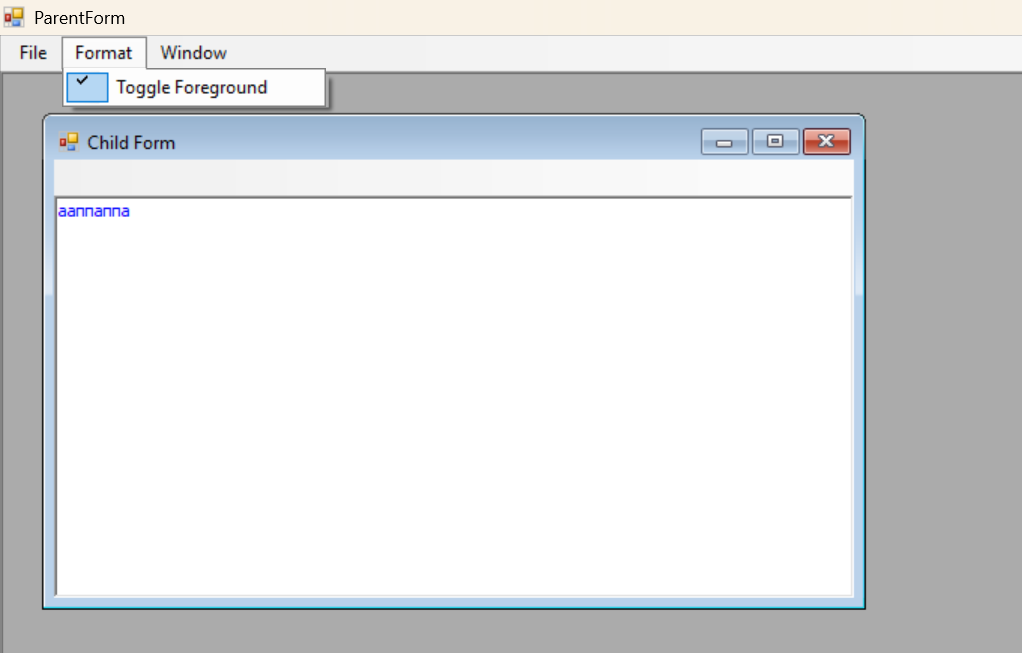 ParentForm
File Format Window
Toggle Foreground
Child Form
aannanna